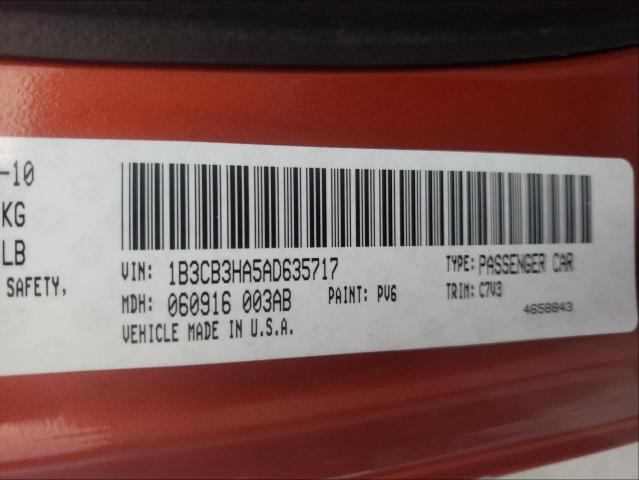 -10
KG
LB
SAFETY,
VIN: 1B3CB3HA5AD635717 TYPE: PASSENGER CAR
MDH: 060916 003AB PAINT: PV6 TRIM: C7V3
VEHICLE MADE IN U.S.A. 4658843